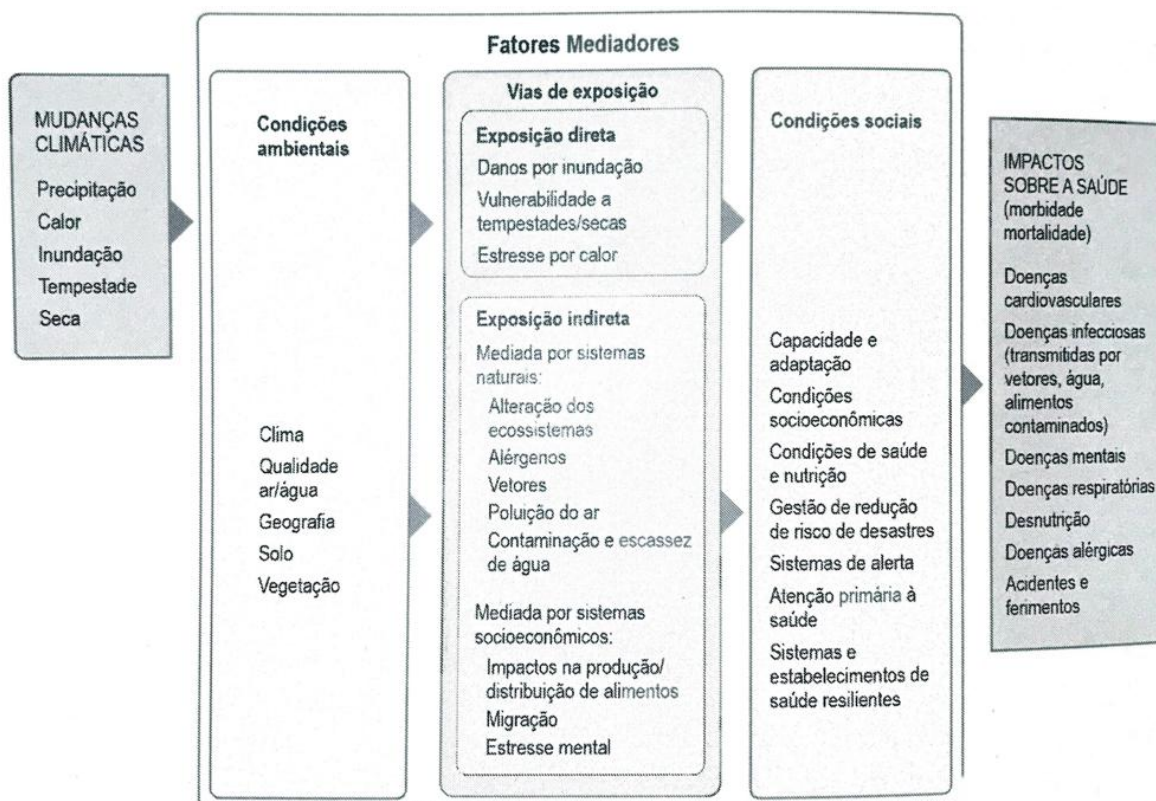 Fatores Mediadores
MUDANÇAS
CLIMÁTICAS
Precipitação
Calor
Inundação
Tempestade
Seca
Condições
ambientais
Clima
Qualidade
ar/água
Geografia
Solo
Vegetação
Vias de exposição
Exposição direta
Danos por inundação
Vulnerabilidade a
tempestades/secas
Estresse por calor
Exposição indireta
Mediada por sistemas
naturais:
Alteração dos
ecossistemas
Alérgenos
Vetores
Poluição do ar
Contaminação e escassez
de água
Mediada por sistemas
socioeconômicos:
Impactos na produção/
distribuição de alimentos
Migração
Estresse mental
Condições sociais
Capacidade e
adaptação
Condições
socioeconômicas
Condições de saúde
e nutrição
Gestão de redução
de risco de desastres
Sistemas de alerta
Atenção primária à
saúde
Sistemas e
estabelecimentos de
saúde resilientes
IMPACTOS
SOBRE A SAÚDE
(morbidade
mortalidade)
Doenças
cardiovasculares
Doenças infecciosas
(transmitidas por
vetores, água,
alimentos
contaminados)
Doenças mentais
Doenças respiratórias
Desnutrição
Doenças alérgicas
Acidentes e
ferimentos